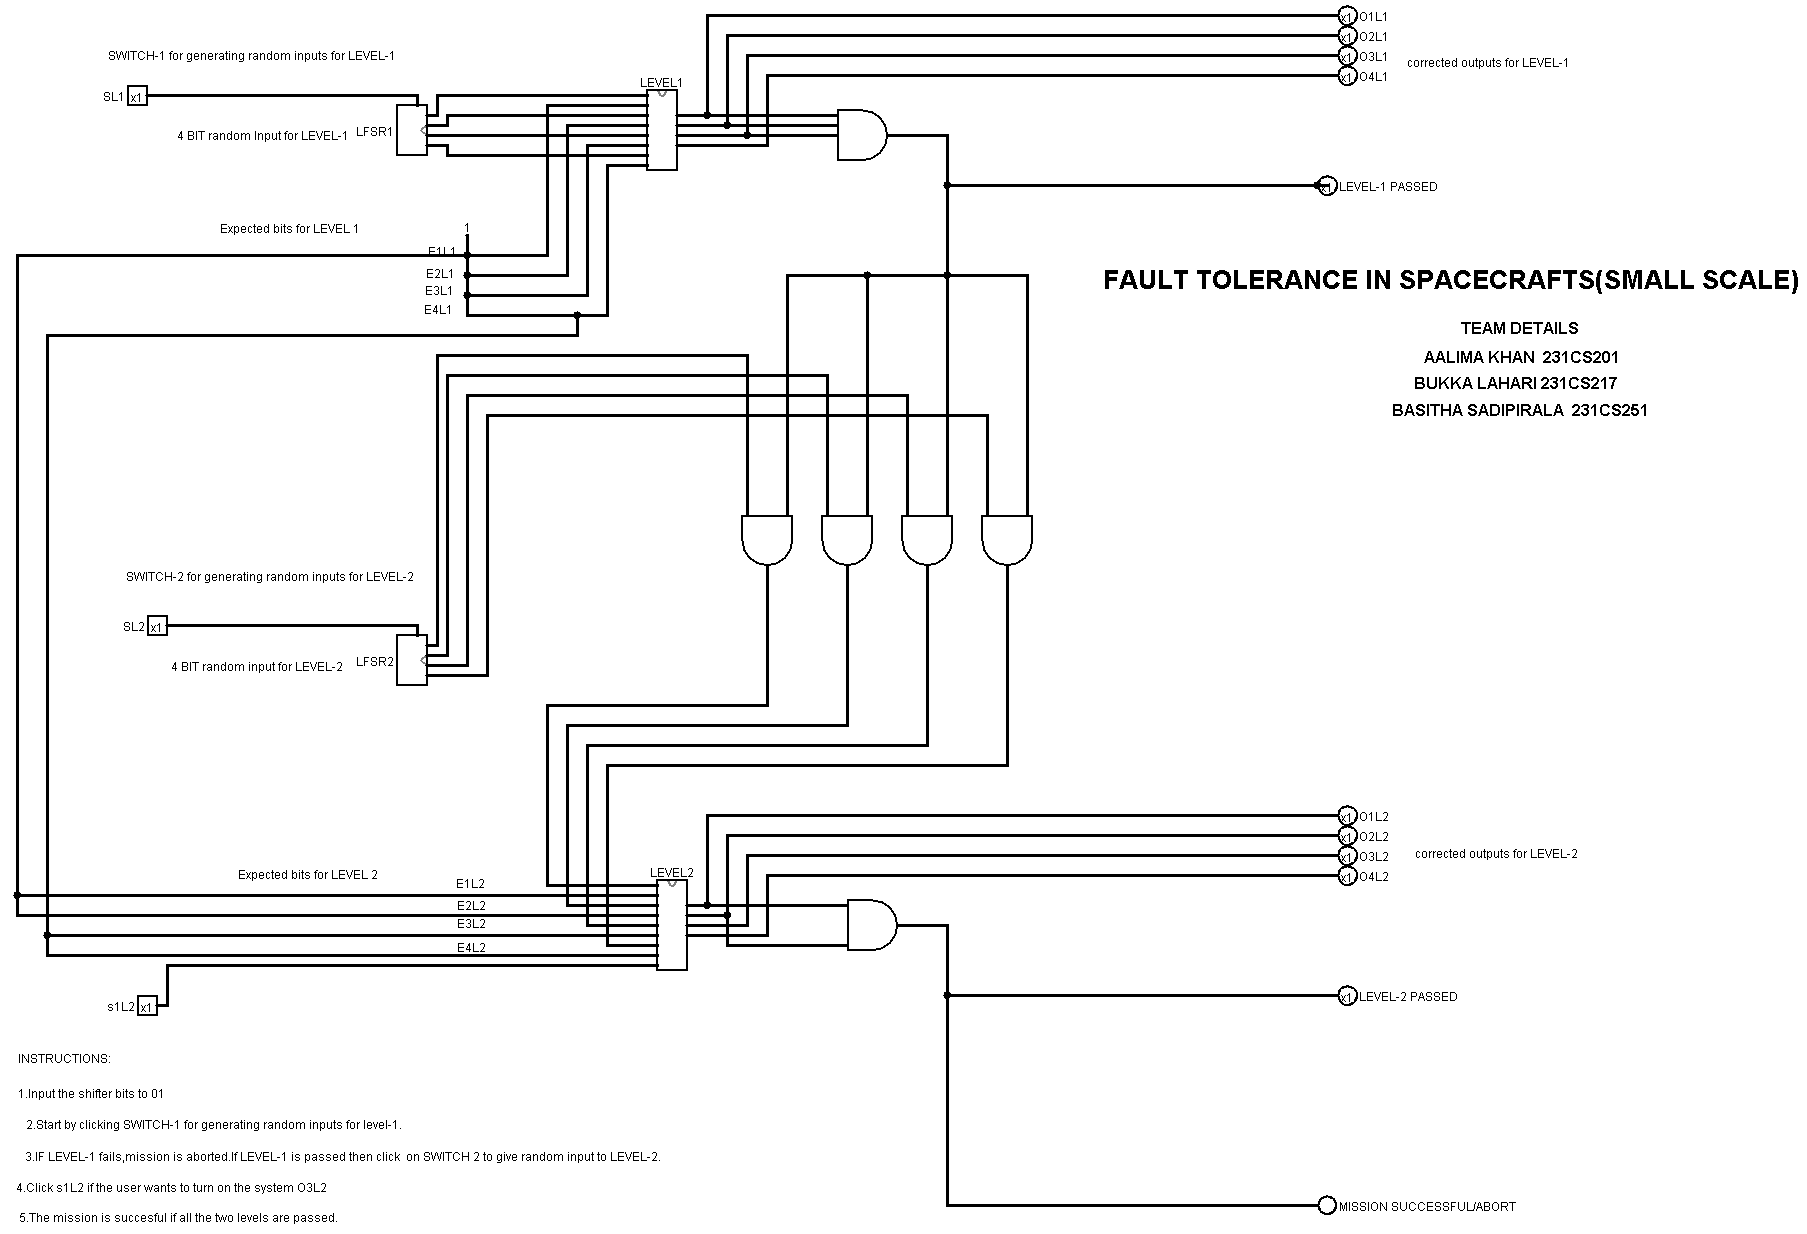 SWITCH-1 for generating random inputs for LEVEL-1
SL1 x1
4 BIT random Input for LEVEL-1 LFSR1
LEVEL1
x1 O1L1
x1 O2L1
x1 O3L1
x1 O4L1
corrected outputs for LEVEL-1
x1 LEVEL-1 PASSED
Expected bits for LEVEL 1
1
E1L1
E2L1
E3L1
E4L1
FAULT TOLERANCE IN SPACECRAFTS(SMALL SCALE)
TEAM DETAILS
AALIMA KHAN 231CS201
BUKKA LAHARI 231CS217
BASITHA SADIPIRALA 231CS251
SWITCH-2 for generating random inputs for LEVEL-2
SL2 x1
4 BIT random input for LEVEL-2 LFSR2
x1 O1L2
x1 O2L2
x1 O3L2
x1 O4L2
corrected outputs for LEVEL-2
Expected bits for LEVEL 2
LEVEL2
E1L2
E2L2
E3L2
E4L2
s1L2 x1
x1 LEVEL-2 PASSED
INSTRUCTIONS:
1.Input the shifter bits to 01
2.Start by clicking SWITCH-1 for generating random inputs for level-1.
3.IF LEVEL-1 fails,mission is aborted.If LEVEL-1 is passed then click on SWITCH 2 to give random input to LEVEL-2.
4.Click s1L2 if the user wants to turn on the system O3L2
5.The mission is succesful if all the two levels are passed.
MISSION SUCCESSFUL/ABORT